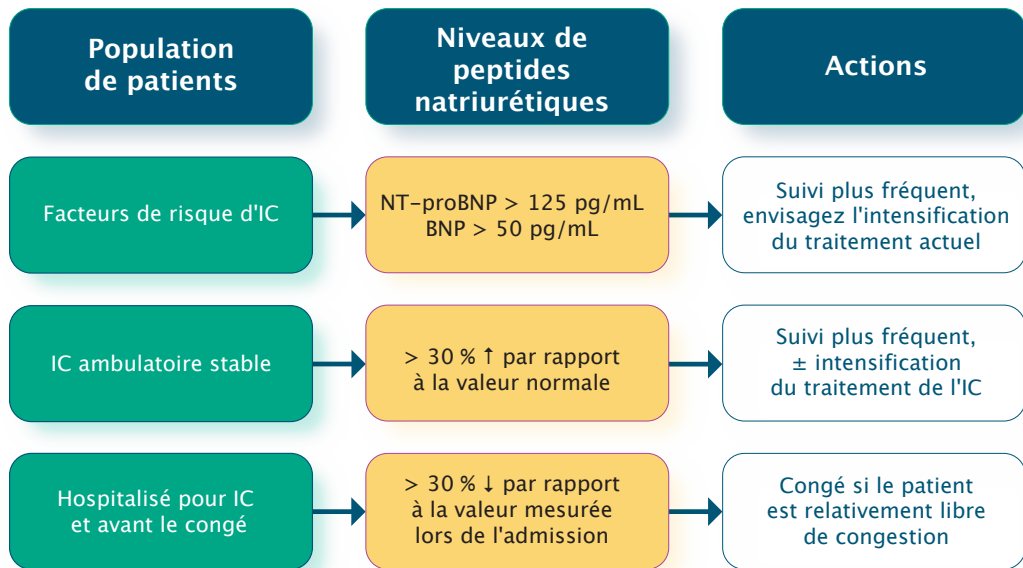 Population
de patients
Niveaux de
peptides
natriurétiques
Actions
Facteurs de risque d'IC
NT-proBNP > 125 pg/mL
BNP > 50 pg/mL
Suivi plus fréquent,
envisagez l'intensification
du traitement actuel
IC ambulatoire stable
> 30 % ↑ par rapport
à la valeur normale
Suivi plus fréquent,
± intensification
du traitement de l'IC
Hospitalisé pour IC
et avant le congé
> 30 % ↓ par rapport
à la valeur mesurée
lors de l'admission
Congé si le patient
est relativement libre
de congestion